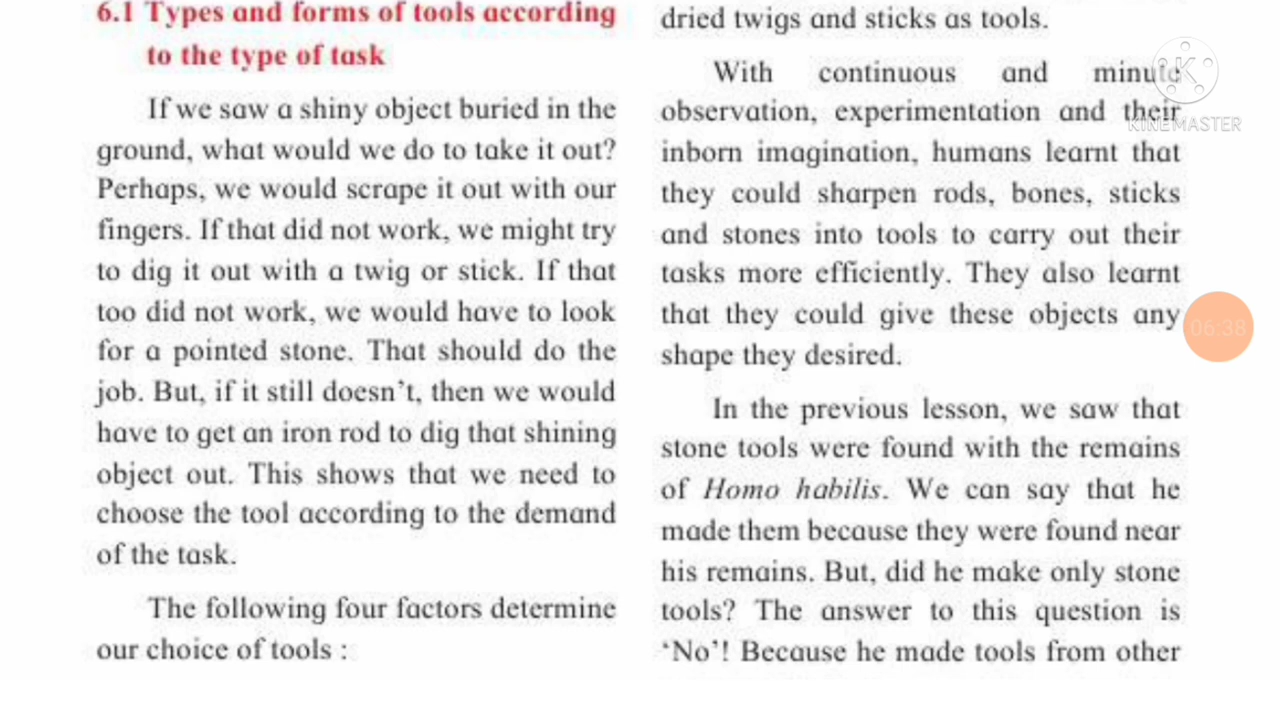 6.1 Types and forms of tools according
to the type of task
If we saw a shiny object buried in the
ground, what would we do to take it out?
Perhaps, we would scrape it out with our
fingers. If that did not work, we might try
to dig it out with a twig or stick. If that
too did not work, we would have to look
for a pointed stone. That should do the
job. But, if it still doesn't, then we would
have to get an iron rod to dig that shining
object out. This shows that we need to
choose the tool according to the demand
of the task.
The following four factors determine
our choice of tools :
dried twigs and sticks as tools.
With continuous and minute
observation, experimentation and their
inborn imagination, humans learnt that
they could sharpen rods, bones, sticks
and stones into tools to carry out their
tasks more efficiently. They also learnt
that they could give these objects any
shape they desired.
In the previous lesson, we saw that
stone tools were found with the remains
of Homo habilis. We can say that he
made them because they were found near
his remains. But, did he make only stone
tools? The answer to this question is
'No'! Because he made tools from other
K
KINEMASTER
06:38